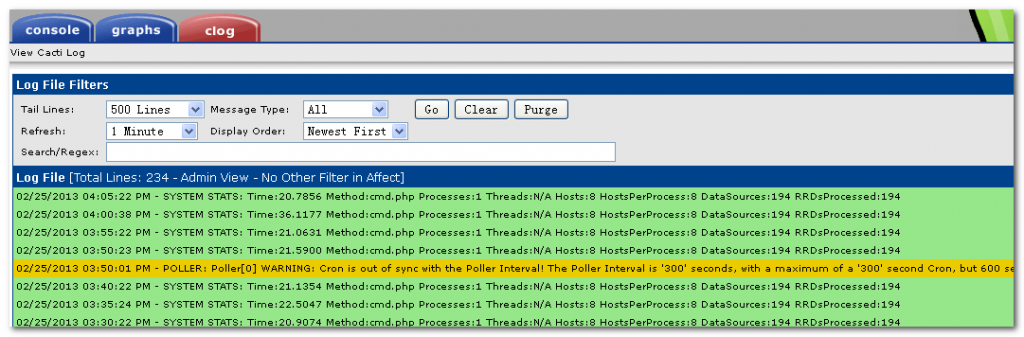 console graphs clog
View Cacti Log
Log File Filters
Tail Lines: 500 Lines Message Type: All Go Clear Purge
Refresh: 1 Minute Display Order: Newest First
Search/Regex:
Log File [Total Lines: 234 - Admin View - No Other Filter in Affect]
02/25/2013 04:05:22 PM - SYSTEM STATS: Time:20.7856 Method:cmd.php Processes:1 Threads:N/A Hosts:8 HostsPerProcess:8 DataSources:194 RRDsProcessed:194
02/25/2013 04:00:38 PM - SYSTEM STATS: Time:36.1177 Method:cmd.php Processes:1 Threads:N/A Hosts:8 HostsPerProcess:8 DataSources:194 RRDsProcessed:194
02/25/2013 03:55:22 PM - SYSTEM STATS: Time:21.0631 Method:cmd.php Processes:1 Threads:N/A Hosts:8 HostsPerProcess:8 DataSources:194 RRDsProcessed:194
02/25/2013 03:50:23 PM - SYSTEM STATS: Time:21.5900 Method:cmd.php Processes:1 Threads:N/A Hosts:8 HostsPerProcess:8 DataSources:194 RRDsProcessed:194
02/25/2013 03:50:01 PM - POLLER: Poller[0] WARNING: Cron is out of sync with the Poller Interval! The Poller Interval is '300' seconds, with a maximum of a '300' second Cron, but 600 se
02/25/2013 03:40:22 PM - SYSTEM STATS: Time:21.1354 Method:cmd.php Processes:1 Threads:N/A Hosts:8 HostsPerProcess:8 DataSources:194 RRDsProcessed:194
02/25/2013 03:35:24 PM - SYSTEM STATS: Time:22.5047 Method:cmd.php Processes:1 Threads:N/A Hosts:8 HostsPerProcess:8 DataSources:194 RRDsProcessed:194
02/25/2013 03:30:22 PM - SYSTEM STATS: Time:20.9074 Method:cmd.php Processes:1 Threads:N/A Hosts:8 HostsPerProcess:8 DataSources:194 RRDsProcessed:194